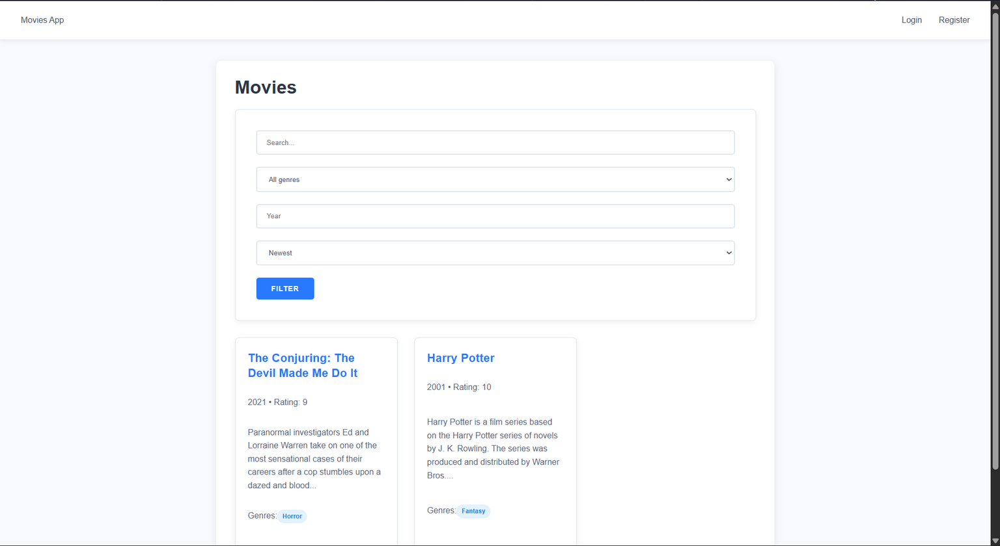 Movies App
Login
Register
Movies
Search...
All genres
Year
Newest
FILTER
The Conjuring: The
Devil Made Me Do It
2021 • Rating: 9
Paranormal investigators Ed and
Lorraine Warren take on one of the
most sensational cases of their
careers after a cop stumbles upon a
dazed and blood...
Genres: Horror
Harry Potter
2001 • Rating: 10
Harry Potter is a film series based
on the Harry Potter series of novels
by J. K. Rowling. The series was
produced and distributed by Warner
Bros....
Genres: Fantasy